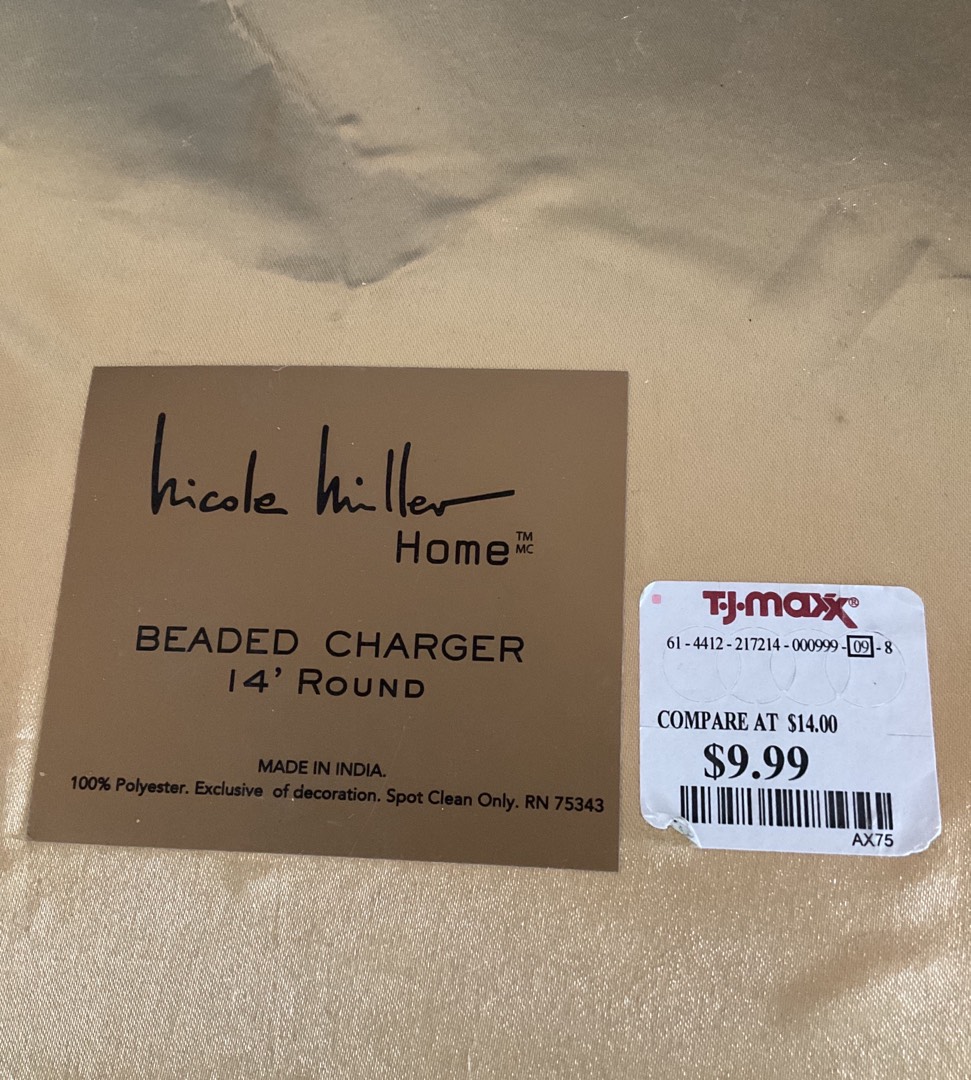 Nicole Miller
Home™ MC
BEADED CHARGER
14' ROUND
MADE IN INDIA.
100% Polyester. Exclusive of decoration. Spot Clean Only. RN 75343
T·J·maxx®
61 - 4412 - 217214 - 000999 - 09 - 8
COMPARE AT $14.00
$9.99
AX75